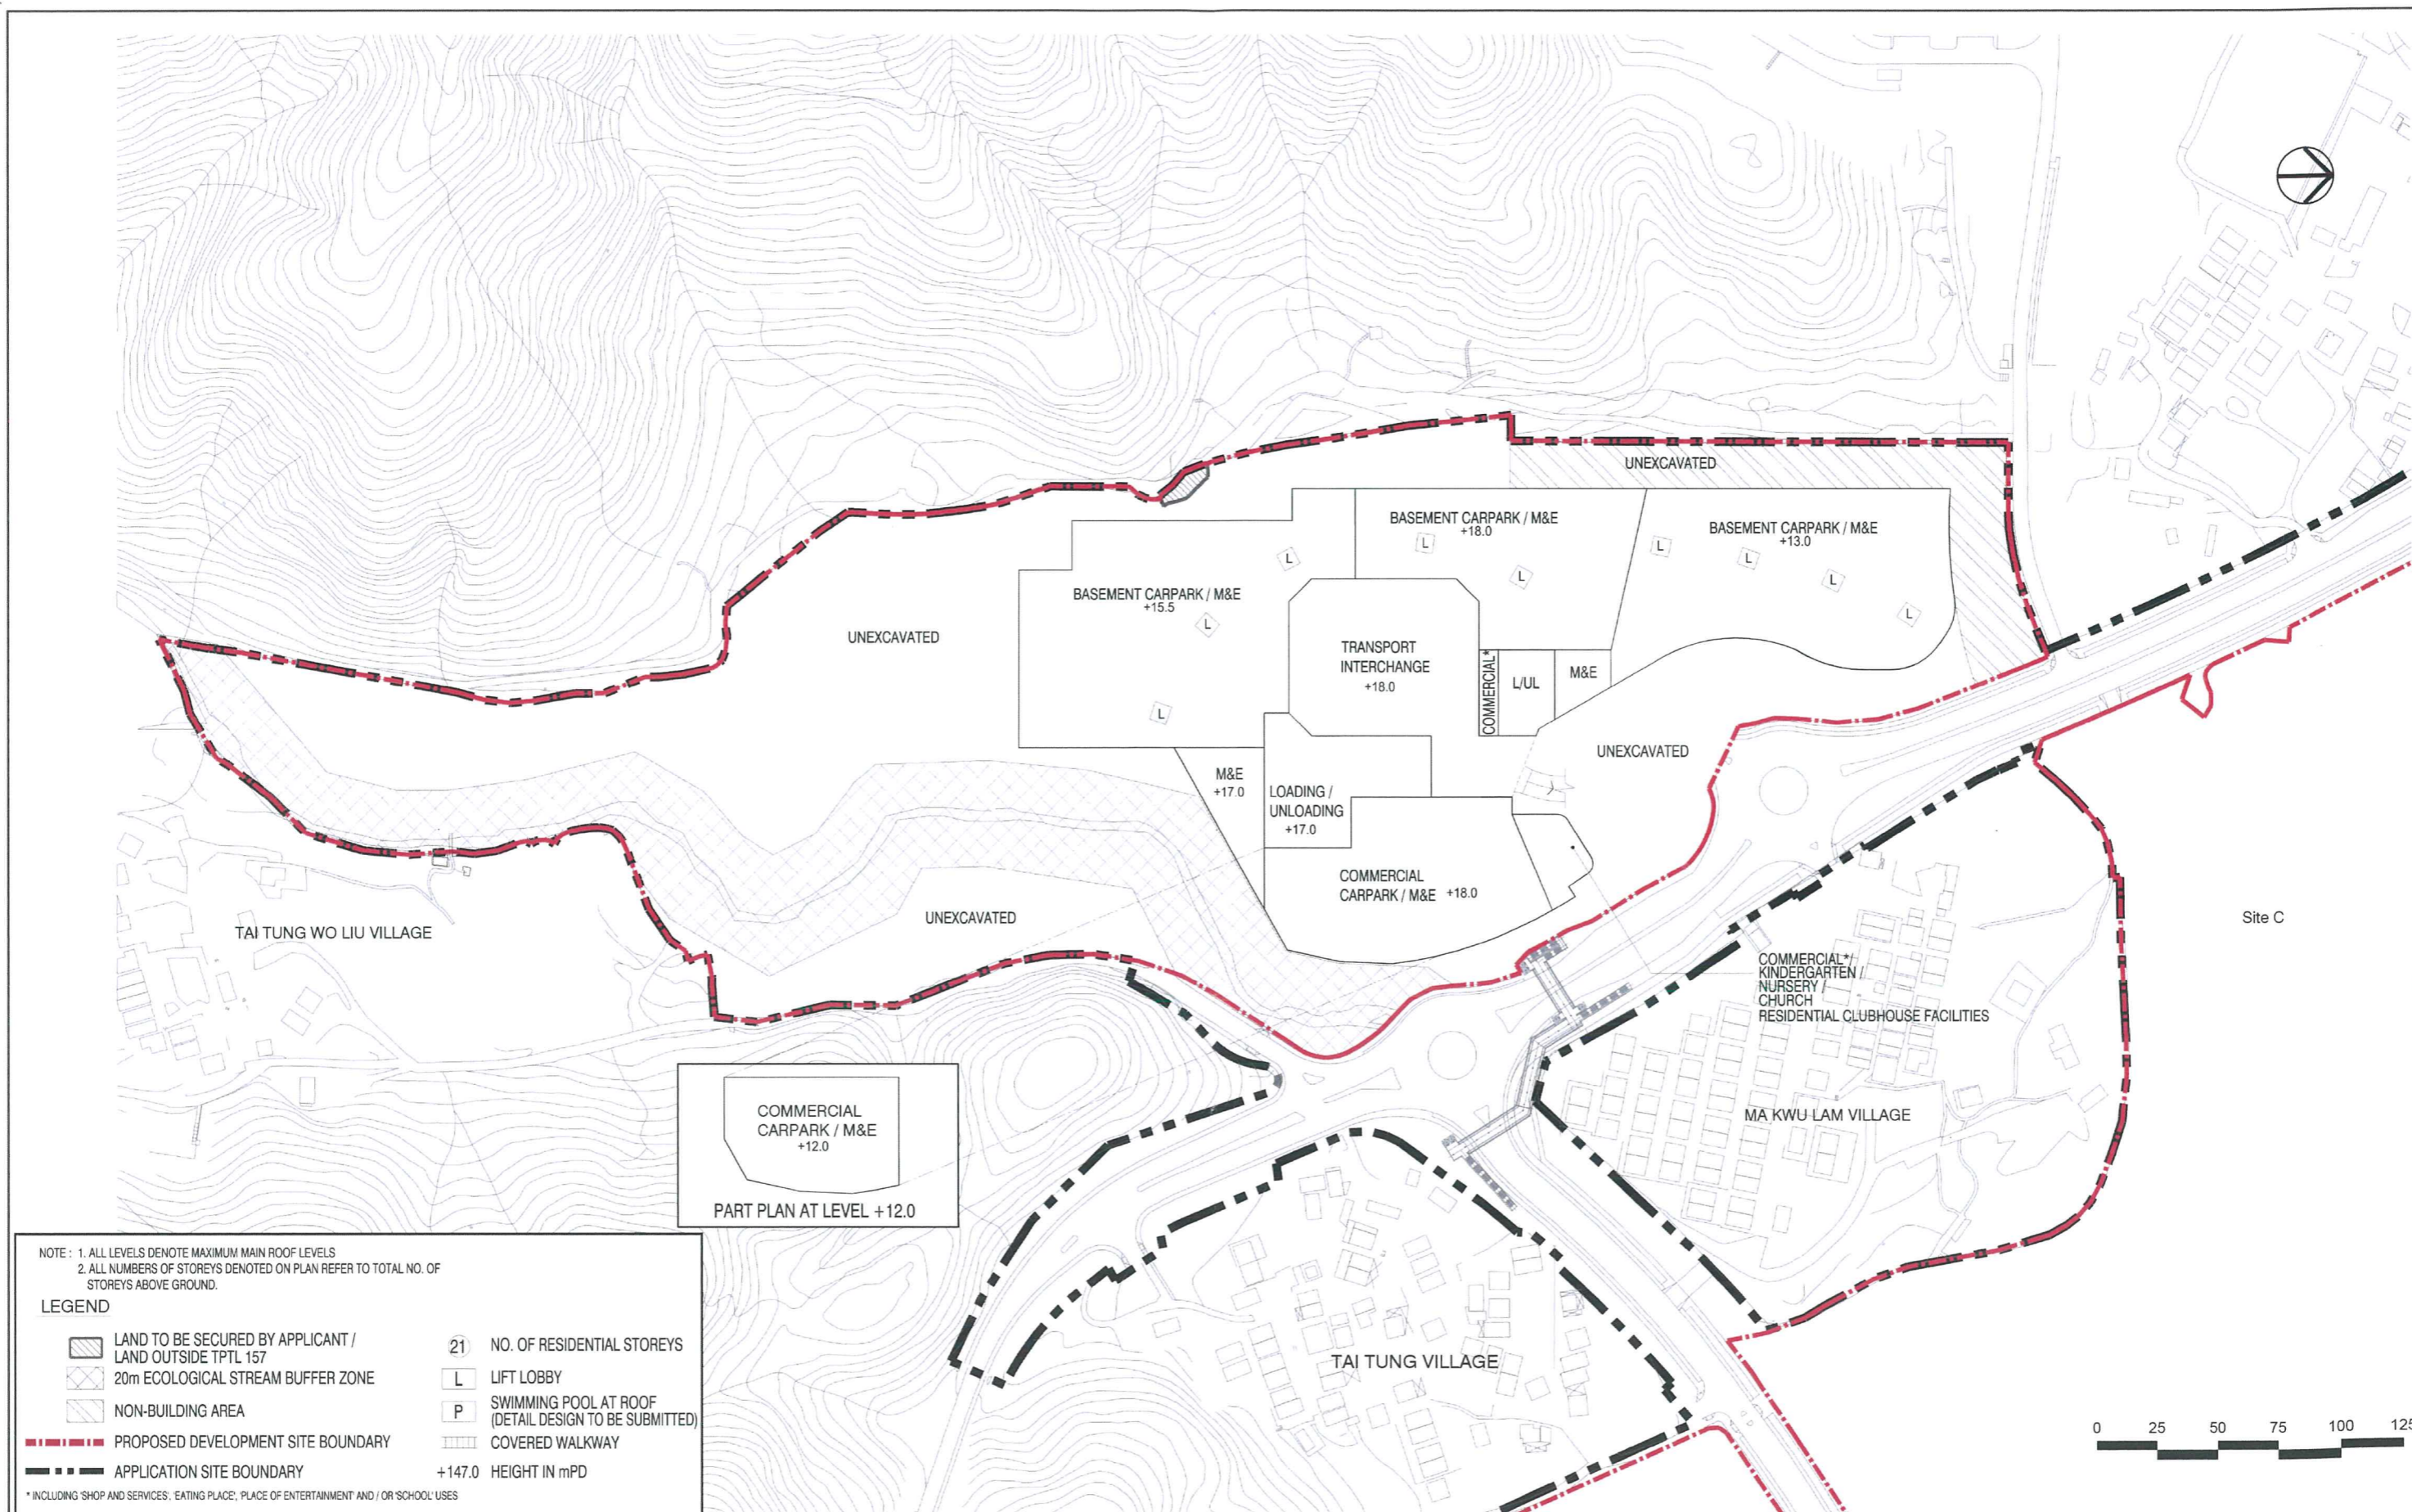 UNEXCAVATED
BASEMENT CARPARK / M&E
+18.0
BASEMENT CARPARK / M&E
+13.0
L
L
L
L
L
L
L
BASEMENT CARPARK / M&E
+15.5
L
L
UNEXCAVATED
TRANSPORT
INTERCHANGE
+18.0
COMMERCIAL*
L/UL
M&E
UNEXCAVATED
M&E
+17.0
LOADING /
UNLOADING
+17.0
COMMERCIAL
CARPARK / M&E +18.0
UNEXCAVATED
TAI TUNG WO LIU VILLAGE
Site C
COMMERCIAL*/
KINDERGARTEN /
NURSERY /
CHURCH
RESIDENTIAL CLUBHOUSE FACILITIES
MA KWU LAM VILLAGE
COMMERCIAL
CARPARK / M&E
+12.0
PART PLAN AT LEVEL +12.0
TAI TUNG VILLAGE
NOTE : 1. ALL LEVELS DENOTE MAXIMUM MAIN ROOF LEVELS
2. ALL NUMBERS OF STOREYS DENOTED ON PLAN REFER TO TOTAL NO. OF
STOREYS ABOVE GROUND.
LEGEND
LAND TO BE SECURED BY APPLICANT /
LAND OUTSIDE TPTL 157
20m ECOLOGICAL STREAM BUFFER ZONE
NON-BUILDING AREA
PROPOSED DEVELOPMENT SITE BOUNDARY
APPLICATION SITE BOUNDARY
21 NO. OF RESIDENTIAL STOREYS
L LIFT LOBBY
P SWIMMING POOL AT ROOF
(DETAIL DESIGN TO BE SUBMITTED)
COVERED WALKWAY
+147.0 HEIGHT IN mPD
* INCLUDING 'SHOP AND SERVICES', 'EATING PLACE', 'PLACE OF ENTERTAINMENT' AND / OR 'SCHOOL' USES
0 25 50 75 100 125